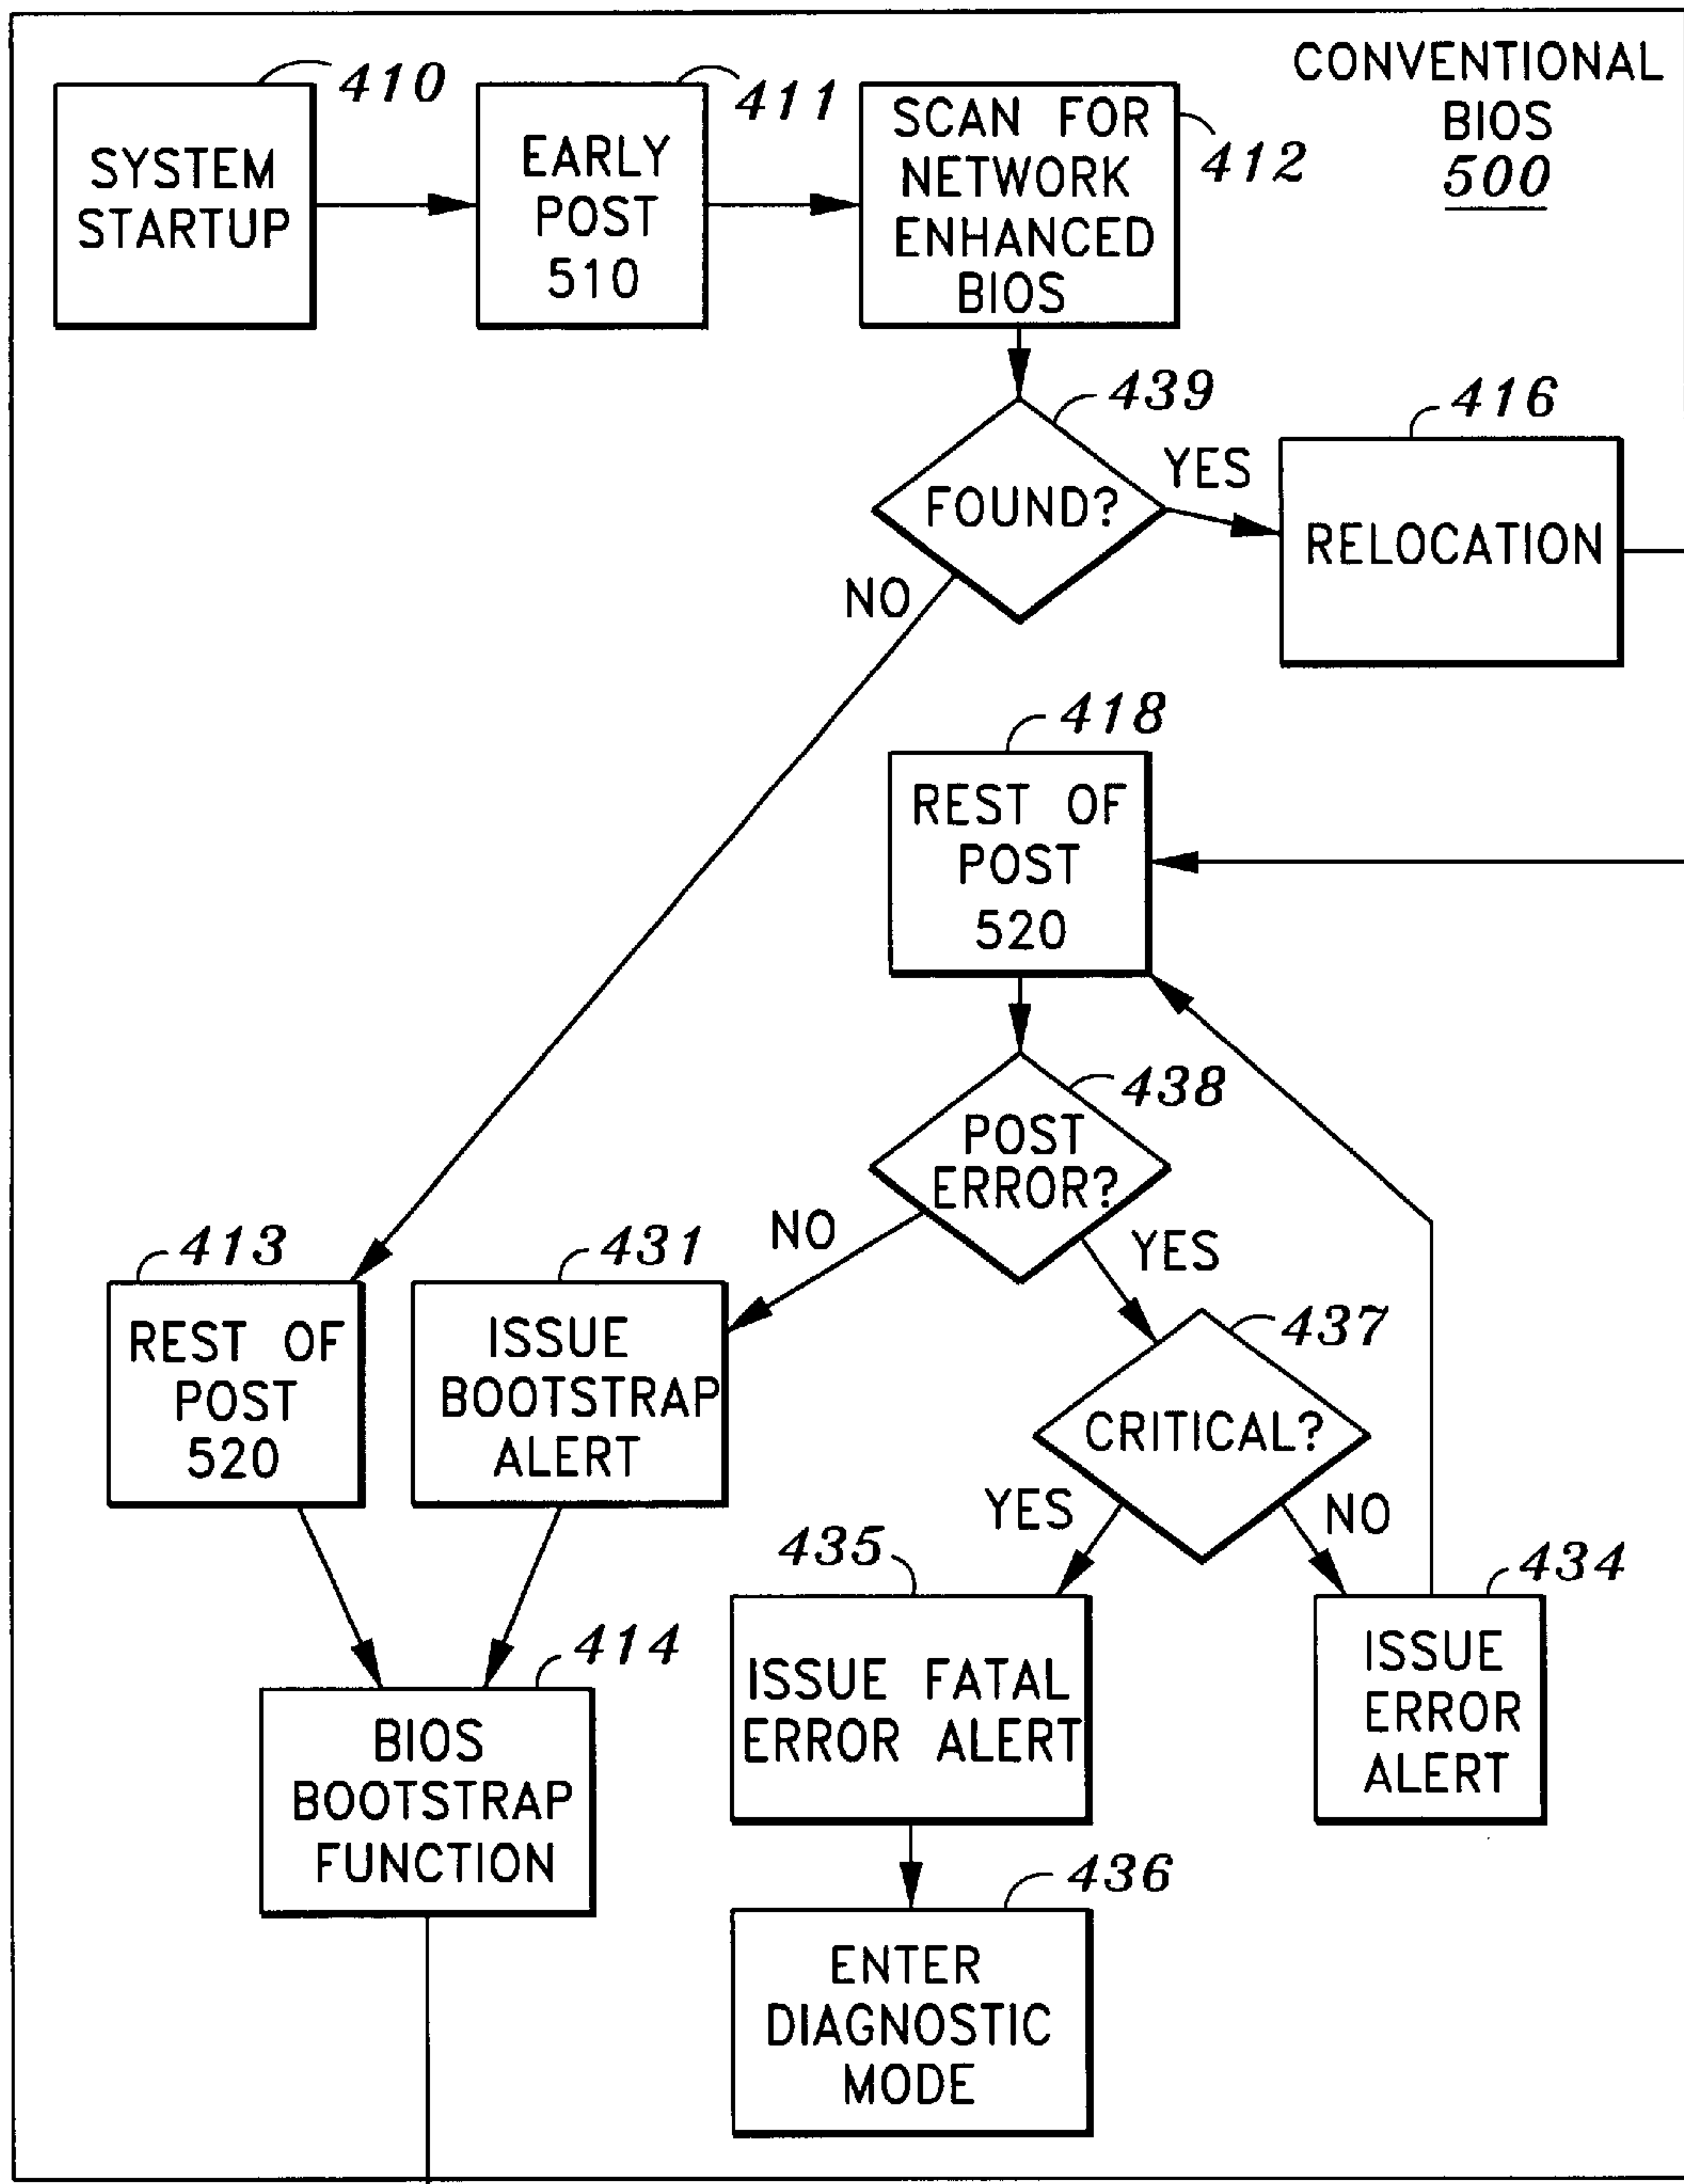 CONVENTIONAL
BIOS
500
410
SYSTEM
STARTUP
411
EARLY
POST
510
412
SCAN FOR
NETWORK
ENHANCED
BIOS
439
FOUND?
YES
NO
416
RELOCATION
418
REST OF
POST
520
438
POST
ERROR?
NO
YES
413
REST OF
POST
520
431
ISSUE
BOOTSTRAP
ALERT
437
CRITICAL?
YES
NO
435
ISSUE FATAL
ERROR ALERT
434
ISSUE
ERROR
ALERT
414
BIOS
BOOTSTRAP
FUNCTION
436
ENTER
DIAGNOSTIC
MODE